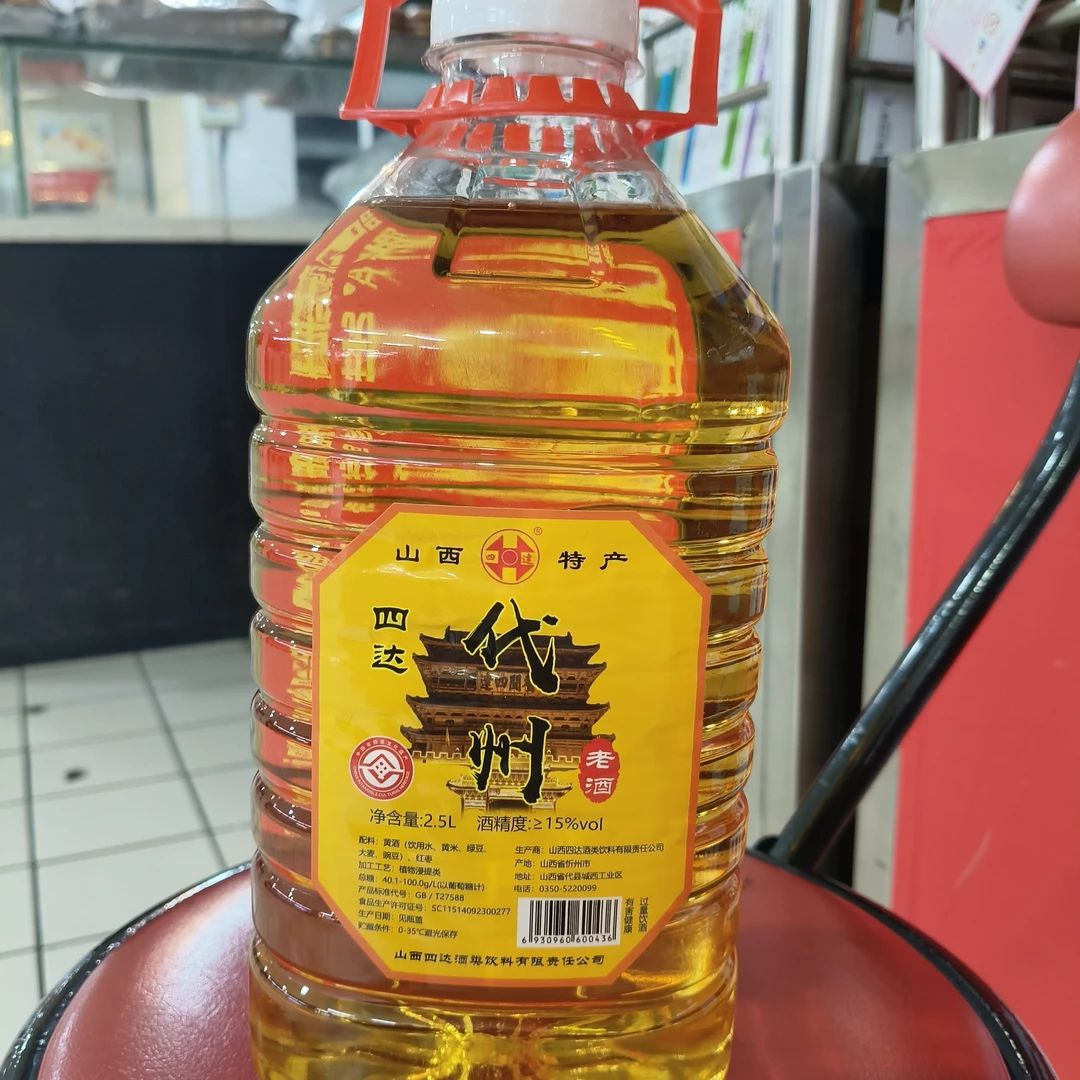 山西 四達 ® 特产
四达
代州
老酒
净含量:2.5L 酒精度:≥15%vol
配料：黄酒（饮用水、黄米、绿豆、
大麦、豌豆）、红枣
加工工艺：植物浸提类
总糖：40.1-100.0g/L(以葡萄糖计)
产品标准代号：GB / T27588
食品生产许可证号：SC11514092300277
生产日期：见瓶盖
贮藏条件：0-35℃避光保存
生产商：山西四达酒类饮料有限责任公司
产地：山西省忻州市
地址：山西省代县城西工业区
电话：0350-5220099
过量饮酒
有害健康
6 930960 600436
山西四达酒类饮料有限责任公司